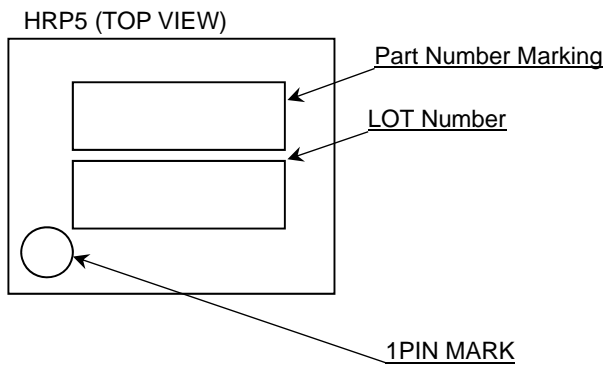 HRP5 (TOP VIEW)
Part Number Marking
LOT Number
1PIN MARK